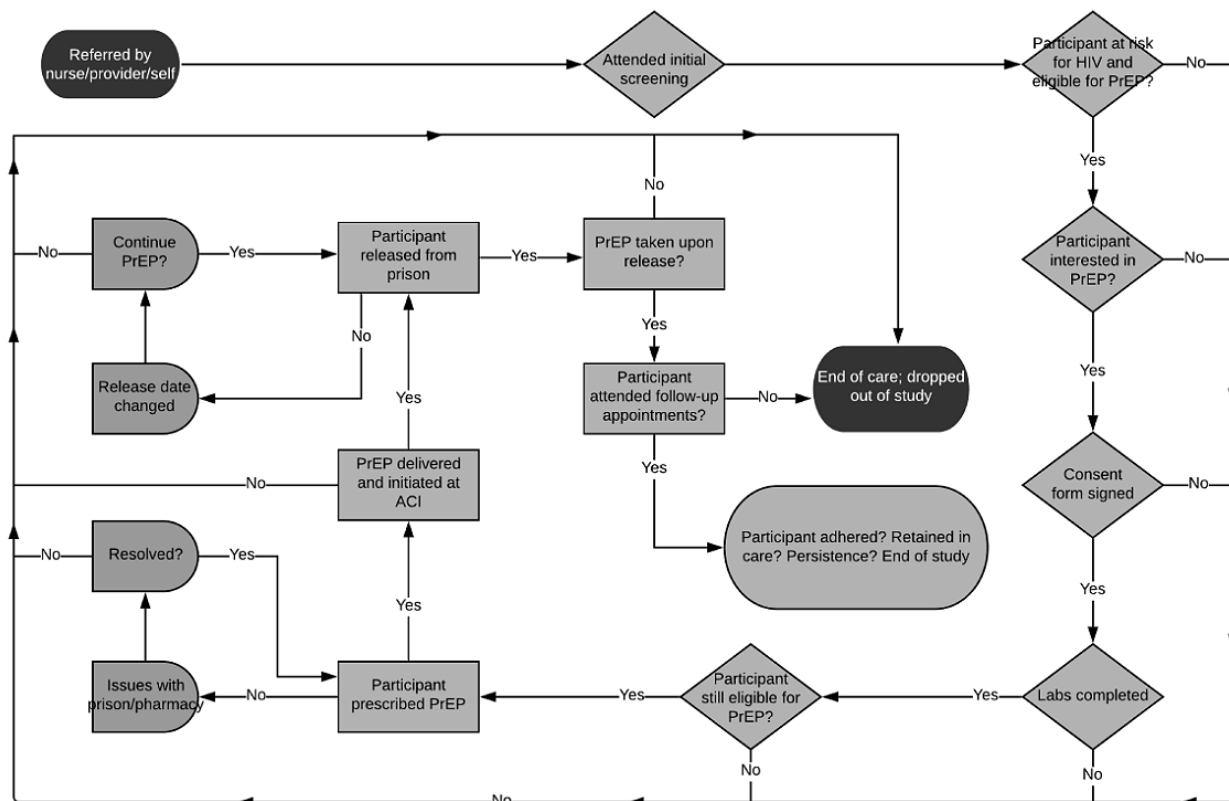 Referred by
nurse/provider/self
Attended initial
screening
Participant at risk
for HIV and
eligible for PrEP?
No
Yes
No
Continue
PrEP?
No
Yes
Participant
released from
prison
Yes
PrEP taken upon
release?
Participant
interested in
PrEP?
No
No
Yes
Release date
changed
Yes
Participant
attended follow-up
appointments?
No
End of care; dropped
out of study
Yes
PrEP delivered
and initiated at
ACI
No
Yes
Consent
form signed
No
Resolved?
No
Yes
Participant adhered? Retained in
care? Persistence? End of study
Yes
Yes
Issues with
prison/pharmacy
No
Participant
prescribed PrEP
Yes
Participant
still eligible for
PrEP?
Yes
Labs completed
No
No
No